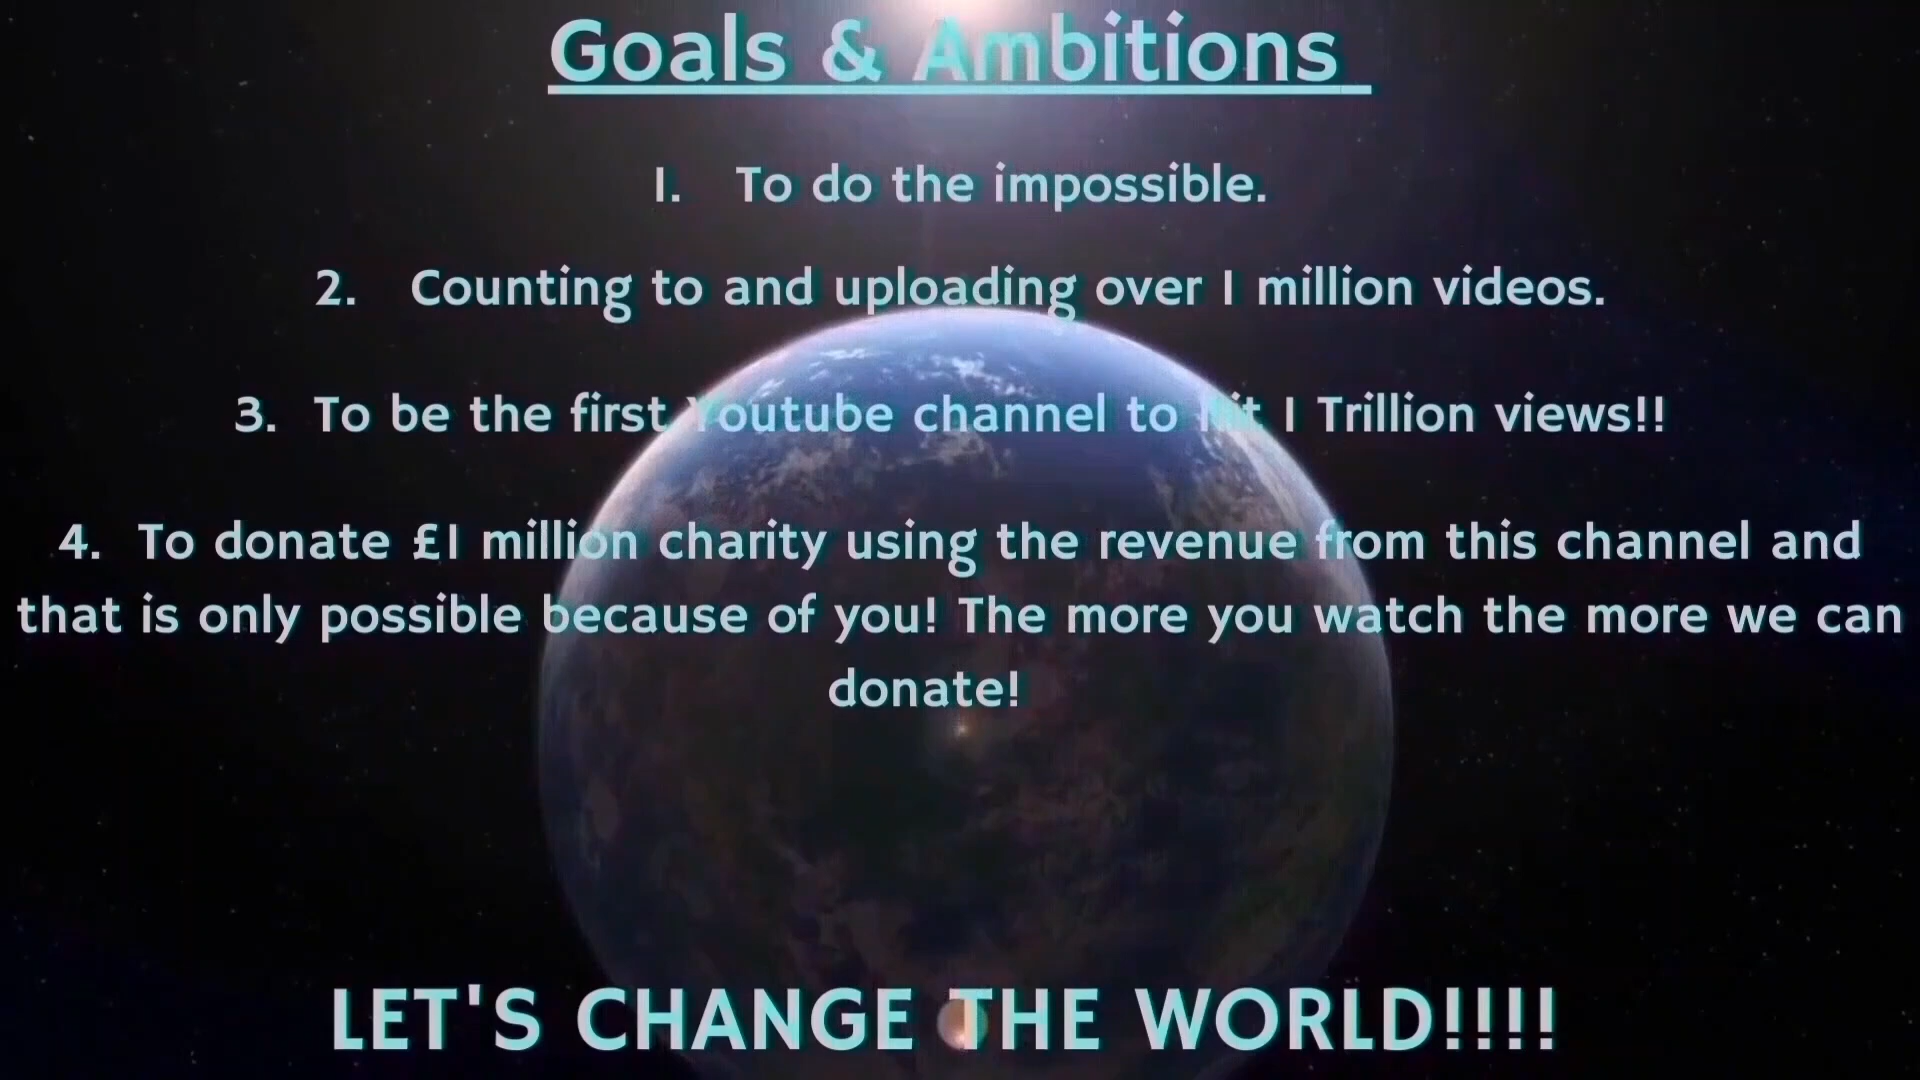 Goals & Ambitions
1. To do the impossible.
2. Counting to and uploading over 1 million videos.
3. To be the first Youtube channel to hit 1 Trillion views!!
4. To donate £1 million charity using the revenue from this channel and
that is only possible because of you! The more you watch the more we can
donate!
LET'S CHANGE THE WORLD!!!!